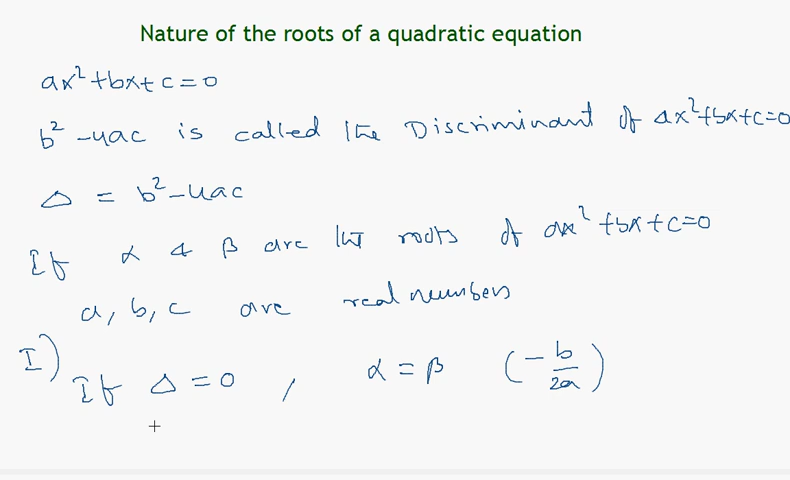 Nature of the roots of a quadratic equation
ax²+bx+c=0
b²-4ac is called the Discriminant of ax²+bx+c=0
Δ = b²-4ac
If α & β are the roots of ax²+bx+c=0
a, b, c are real numbers
I)
If Δ=0, α=β (-b/2a)